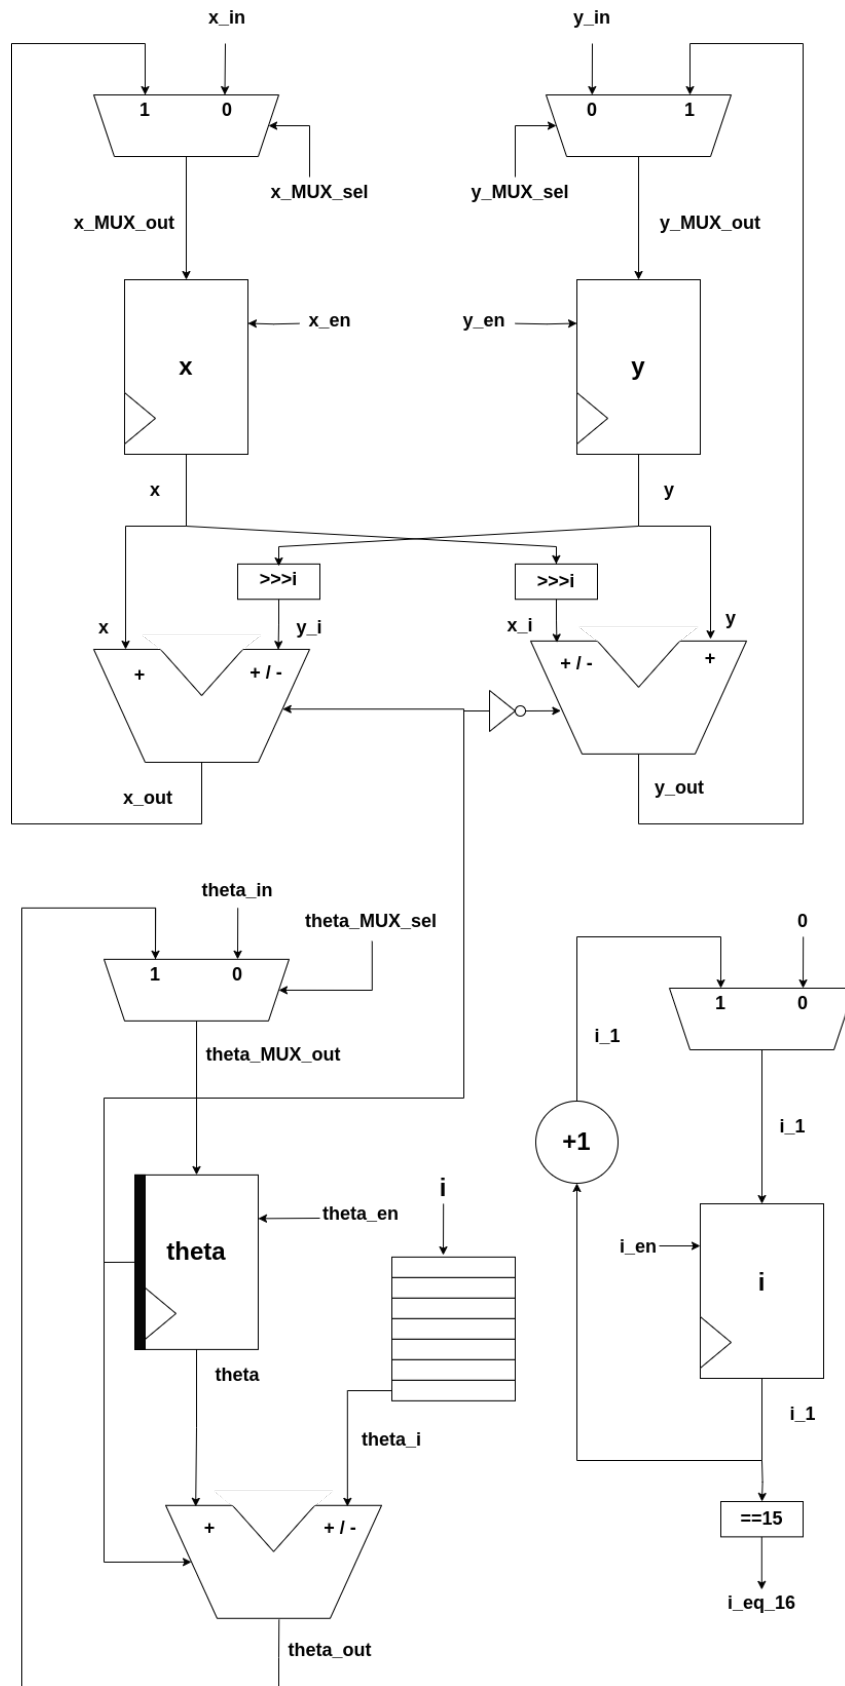 x_in
y_in
1 0
0 1
x_MUX_sel
y_MUX_sel
x_MUX_out
y_MUX_out
x_en
y_en
x
y
x
y
>>>i
>>>i
x
y_i
x_i
y
+
+ / -
+ / -
+
x_out
y_out
theta_in
theta_MUX_sel
1 0
theta_MUX_out
theta
theta_en
i
theta
theta_i
+
+ / -
theta_out
0
1 0
i_1
i_1
+1
i_en
i
i_1
==15
i_eq_16